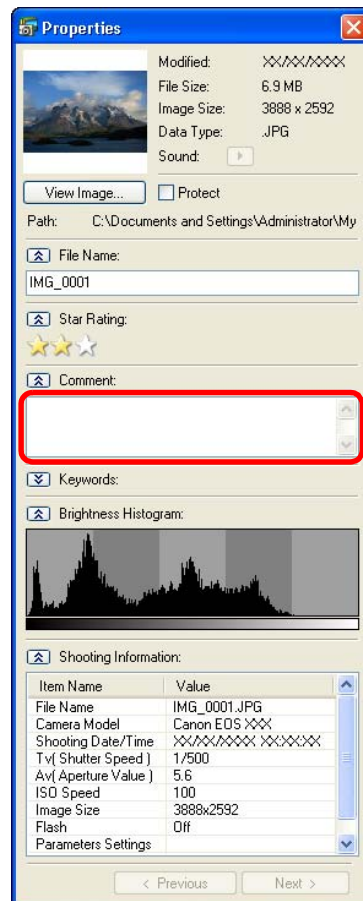 Properties
Modified: XX/XX/XXXX
File Size: 6.9 MB
Image Size: 3888 x 2592
Data Type: .JPG
Sound:
View Image... Protect
Path: C:\Documents and Settings\Administrator\My
File Name:
IMG_0001
Star Rating:
Comment:
Keywords:
Brightness Histogram:
Shooting Information:
Item Name Value
File Name IMG_0001.JPG
Camera Model Canon EOS XXX
Shooting Date/Time XX/XX/XXXX XX:XX:XX
Tv( Shutter Speed ) 1/500
Av( Aperture Value ) 5.6
ISO Speed 100
Image Size 3888x2592
Flash Off
Parameters Settings
< Previous Next >